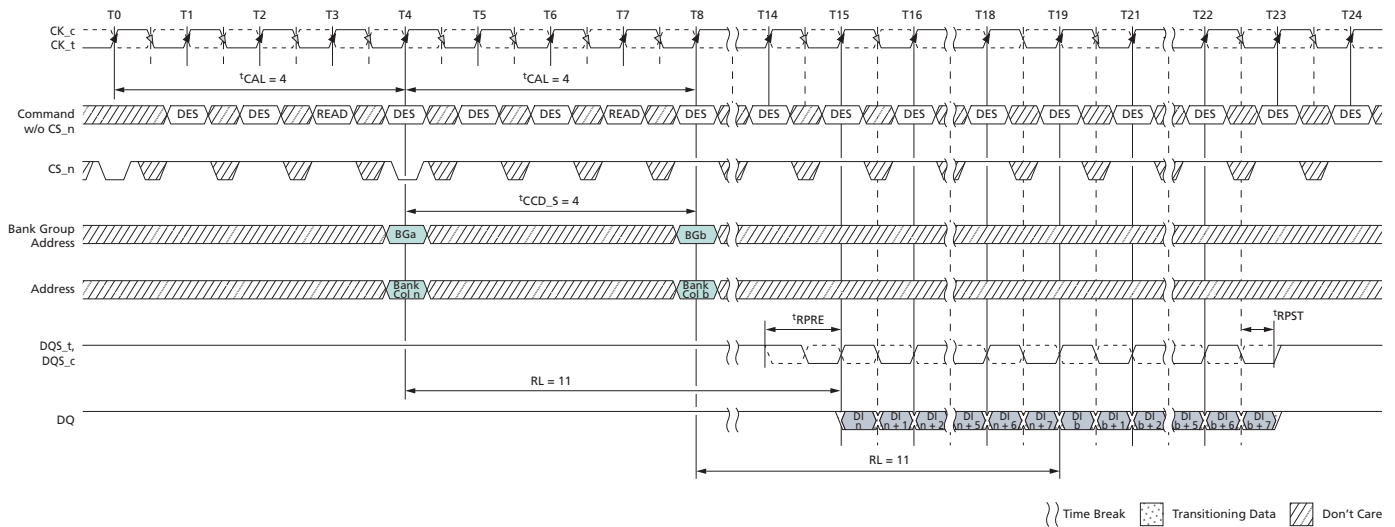 T0 T1 T2 T3 T4 T5 T6 T7 T8 T14 T15 T16 T18 T19 T21 T22 T23 T24
CK_c
CK_t
tCAL = 4 tCAL = 4
Command
w/o CS_n
DES DES READ DES DES DES READ DES DES DES DES DES DES DES DES DES DES
CS_n
tCCD_S = 4
Bank Group
Address
BGa BGb
Address
Bank
Col n
Bank
Col b
tRPRE tRPST
DQS_t,
DQS_c
RL = 11
DQ
DI
n
DI
n + 1
DI
n + 2
DI
n + 5
DI
n + 6
DI
n + 7
DI
b
DI
b + 1
DI
b + 2
DI
b + 5
DI
b + 6
DI
b + 7
RL = 11
Time Break Transitioning Data Don't Care